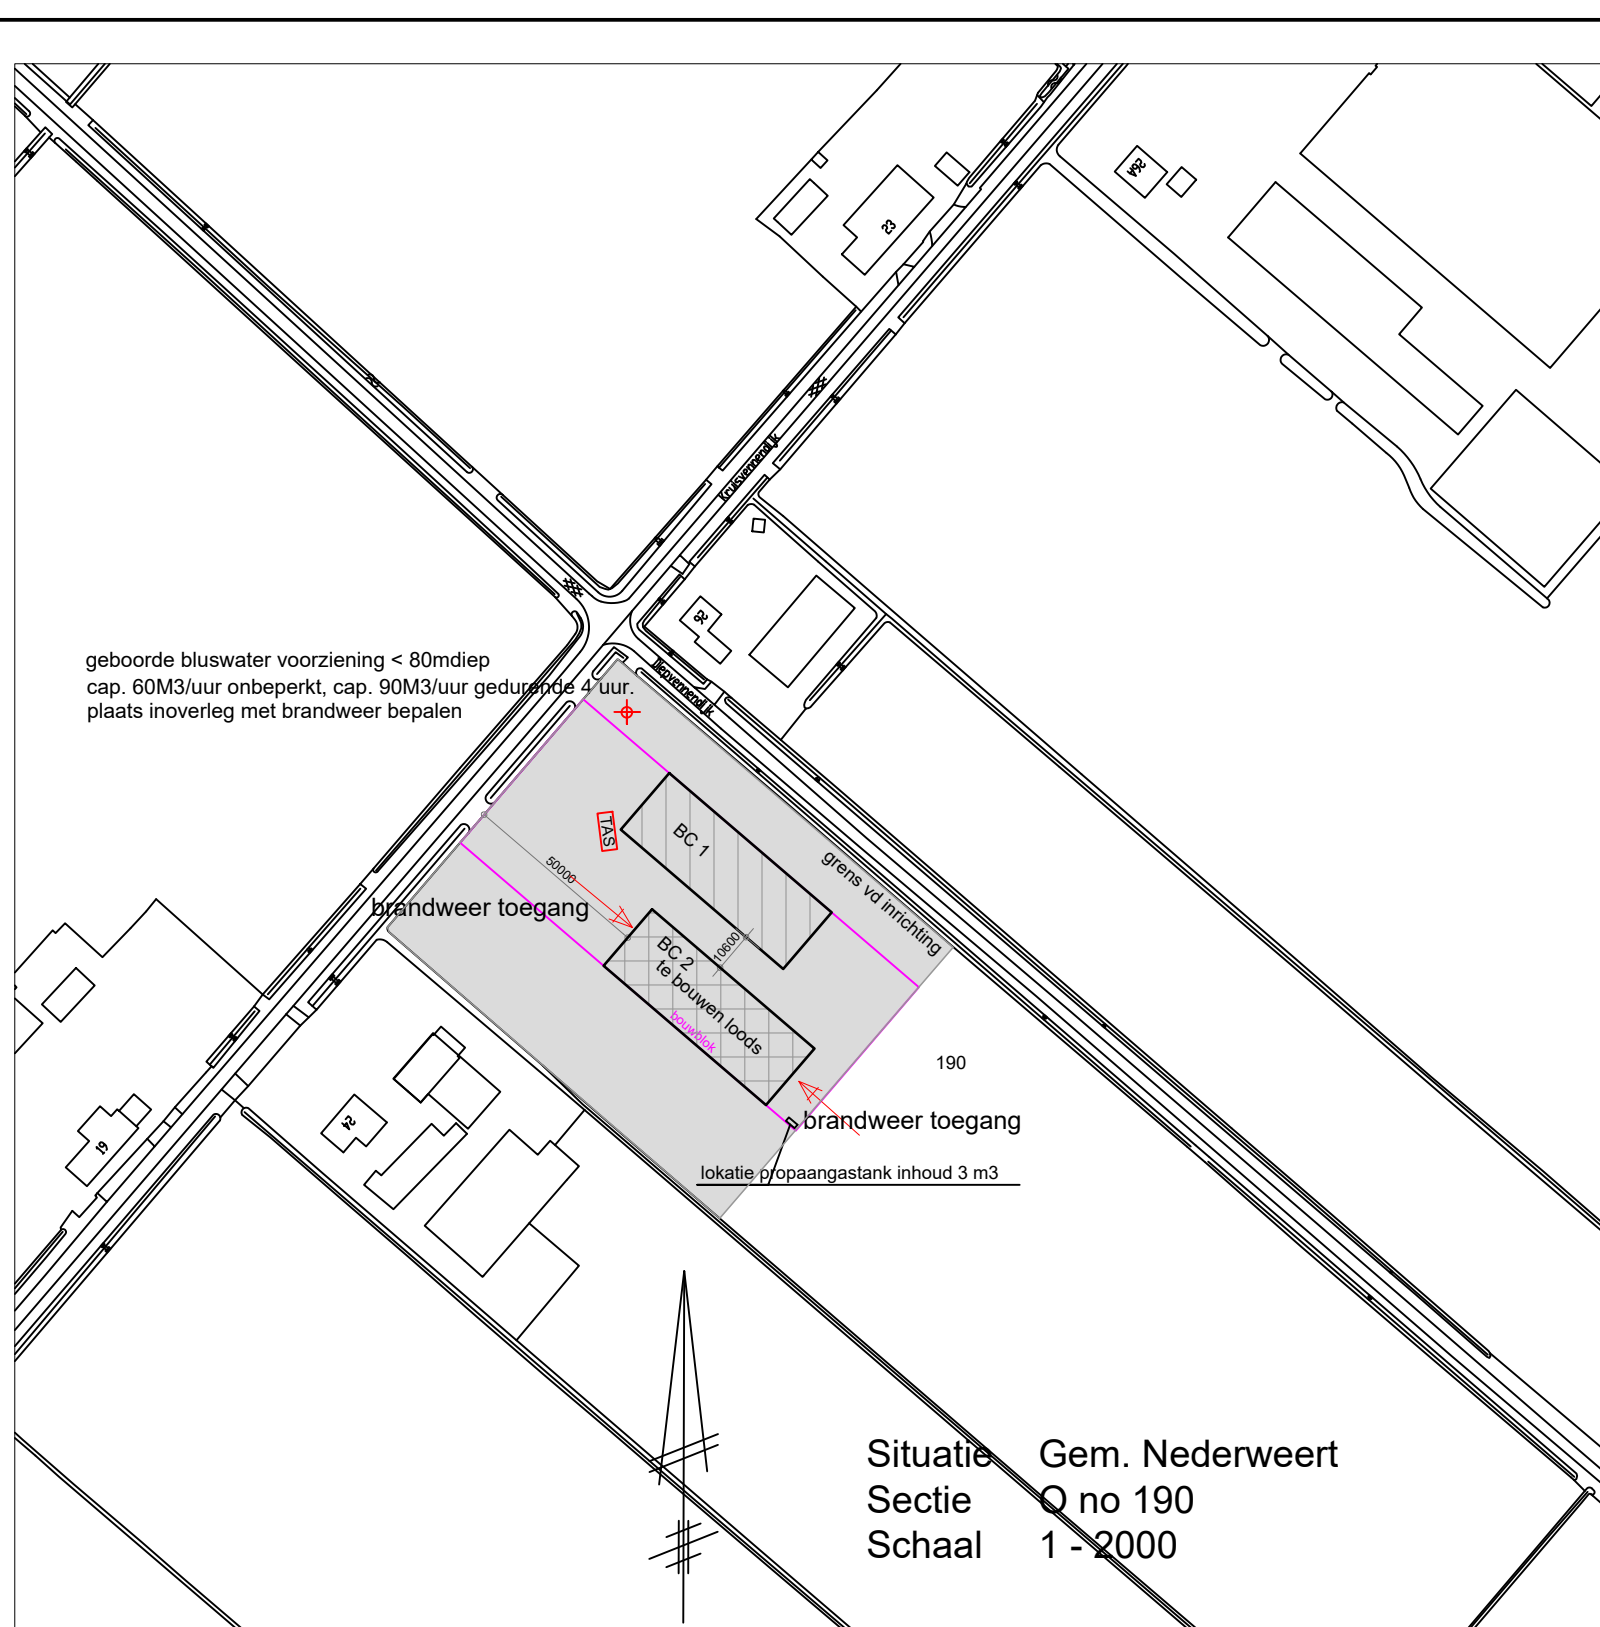 26A
23
Kruisvennendijk
26
Diepvennendijk
geboorde bluswater voorziening < 80mdiep
cap. 60M3/uur onbeperkt, cap. 90M3/uur gedurende 4 uur.
plaats inoverleg met brandweer bepalen
TAS
BC 1
grens vd inrichting
50000
brandweer toegang
10600
BC 2
te bouwen loods
bouwblok
190
brandweer toegang
lokatie propaangastank inhoud 3 m3
24
19
Situatie Gem. Nederweert
Sectie O no 190
Schaal 1 - 2000